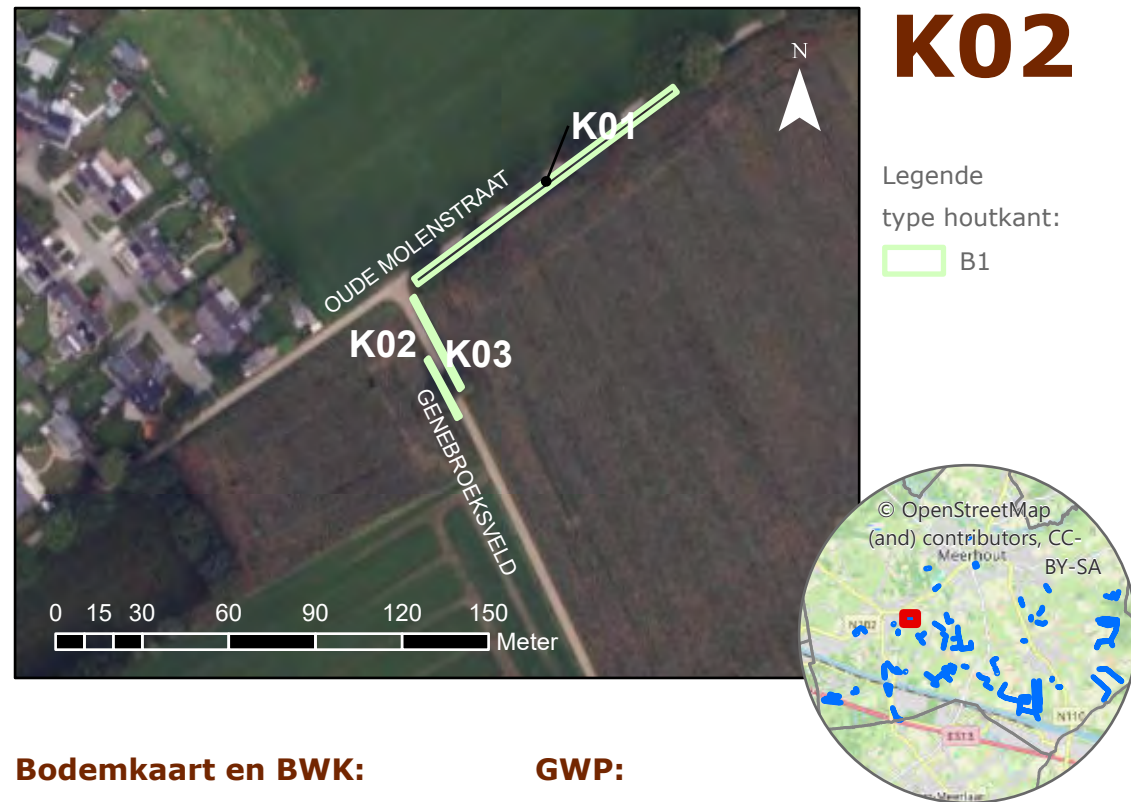 K02
N
K01
OUDE MOLENSTRAAT
K02
K03
GENEBROEKSVELD
0 15 30 60 90 120 150
Meter
Legende
type houtkant:
B1
© OpenStreetMap
(and) contributors, CC-
BY-SA
Meerhout
N102
N110
E313
Bodemkaart en BWK:
GWP: